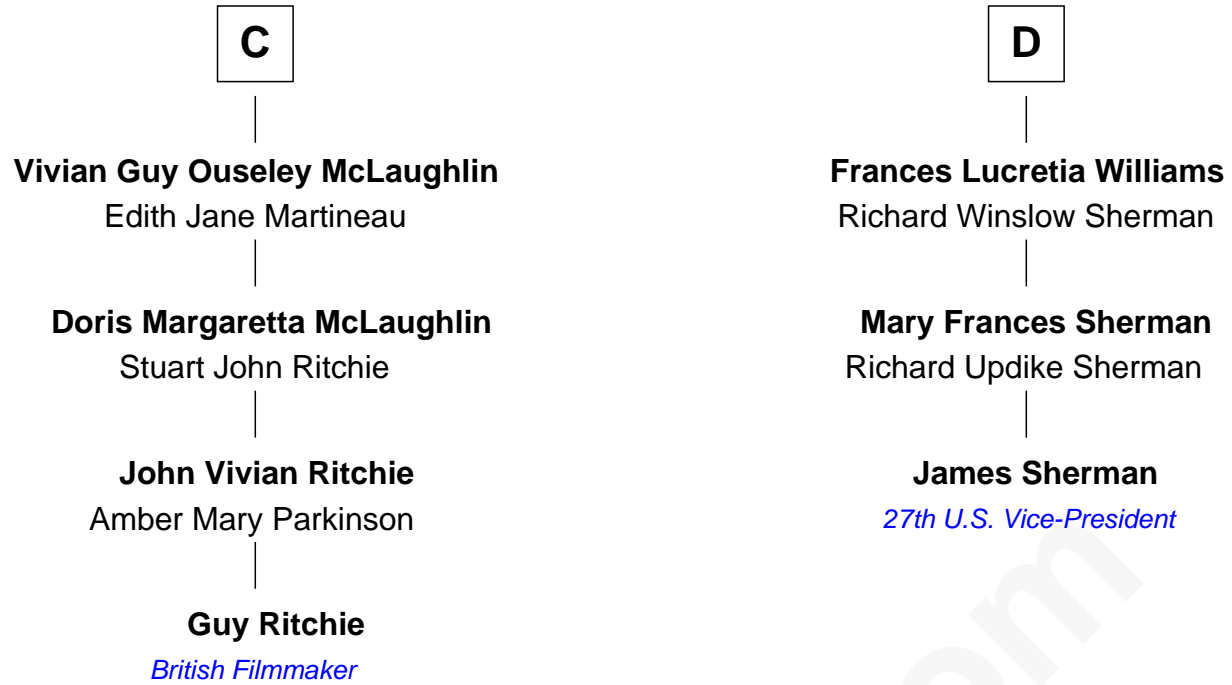 C
Vivian Guy Ouseley McLaughlin
Edith Jane Martineau
Doris Margaretta McLaughlin
Stuart John Ritchie
John Vivian Ritchie
Amber Mary Parkinson
Guy Ritchie
British Filmmaker
D
Frances Lucretia Williams
Richard Winslow Sherman
Mary Frances Sherman
Richard Updike Sherman
James Sherman
27th U.S. Vice-President
om